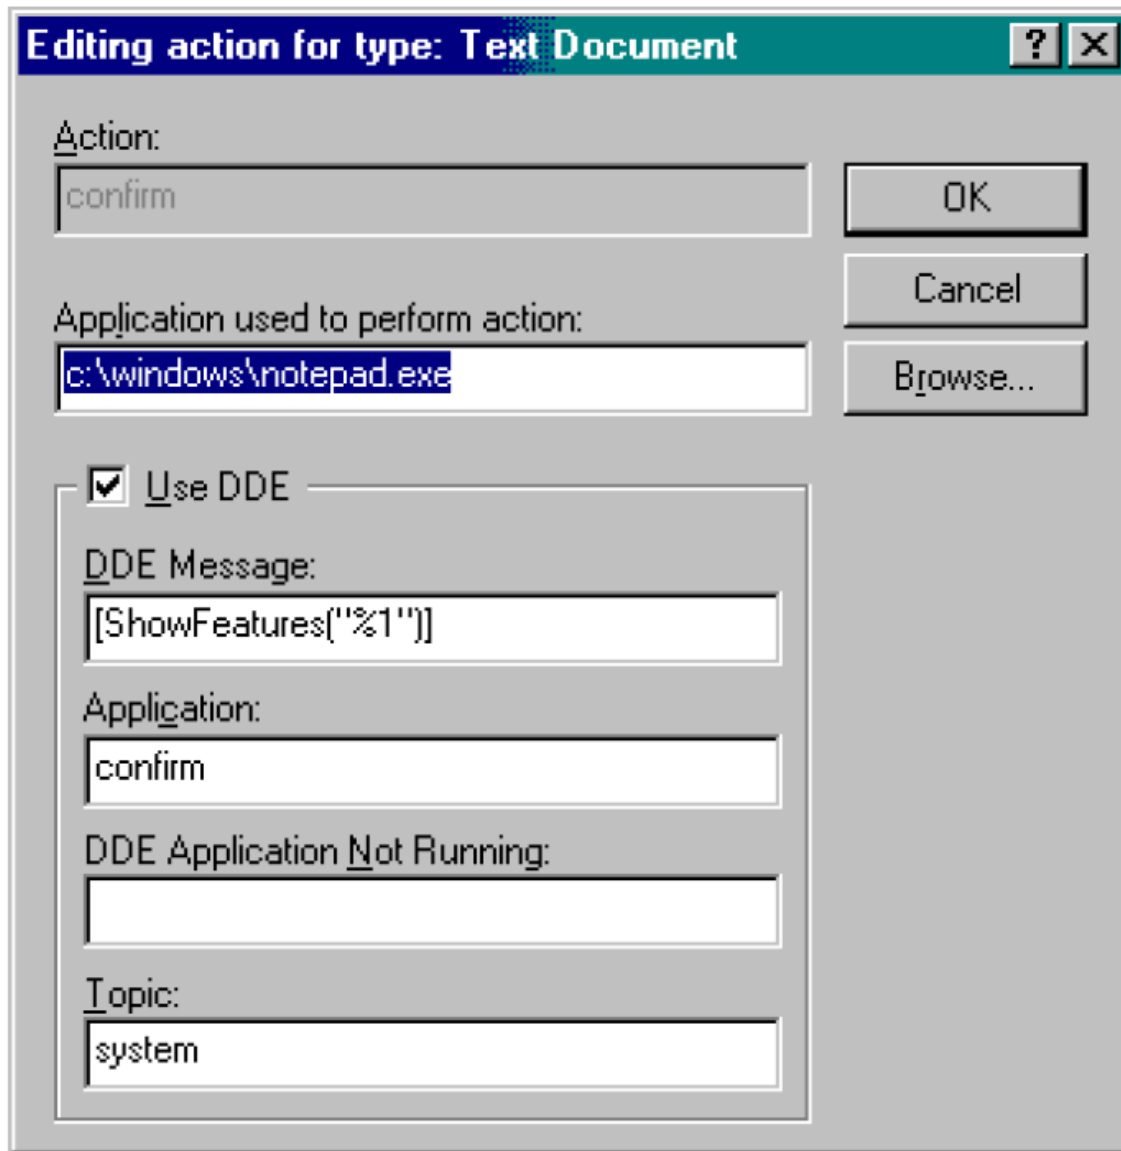 Editing action for type: Text Document
Action:
confirm
OK
Cancel
Application used to perform action:
c:\windows\notepad.exe
Browse...
Use DDE
DDE Message:
[ShowFeatures("%1")]
Application:
confirm
DDE Application Not Running:
Topic:
system